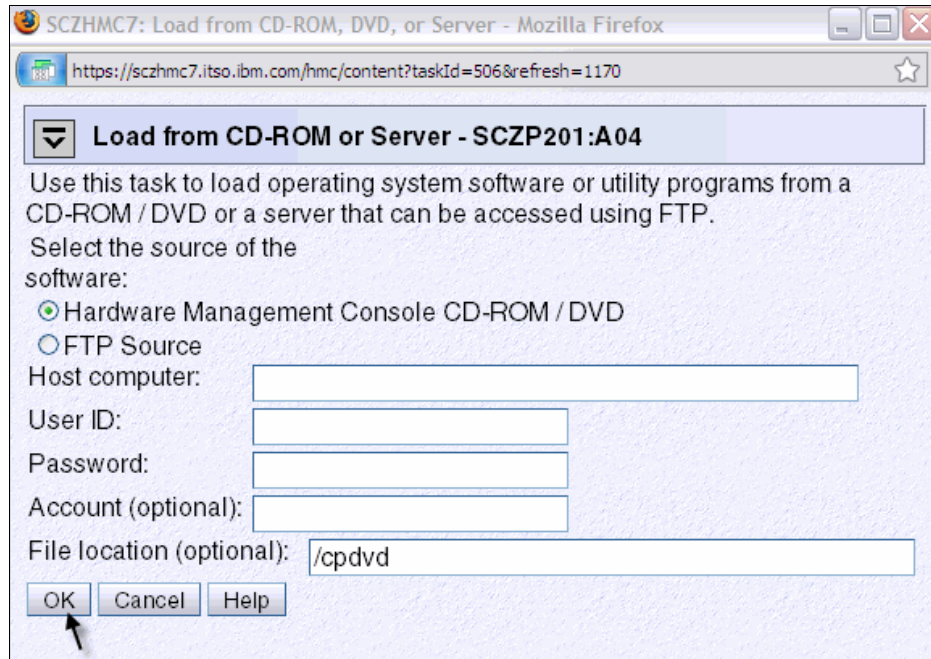 SCZHMC7: Load from CD-ROM, DVD, or Server - Mozilla Firefox
https://sczhmc7.itso.ibm.com/hmc/content?taskId=506&refresh=1170
Load from CD-ROM or Server - SCZP201:A04
Use this task to load operating system software or utility programs from a
CD-ROM / DVD or a server that can be accessed using FTP.
Select the source of the
software:
Hardware Management Console CD-ROM / DVD
FTP Source
Host computer:
User ID:
Password:
Account (optional):
File location (optional): /cpdvd
OK Cancel Help